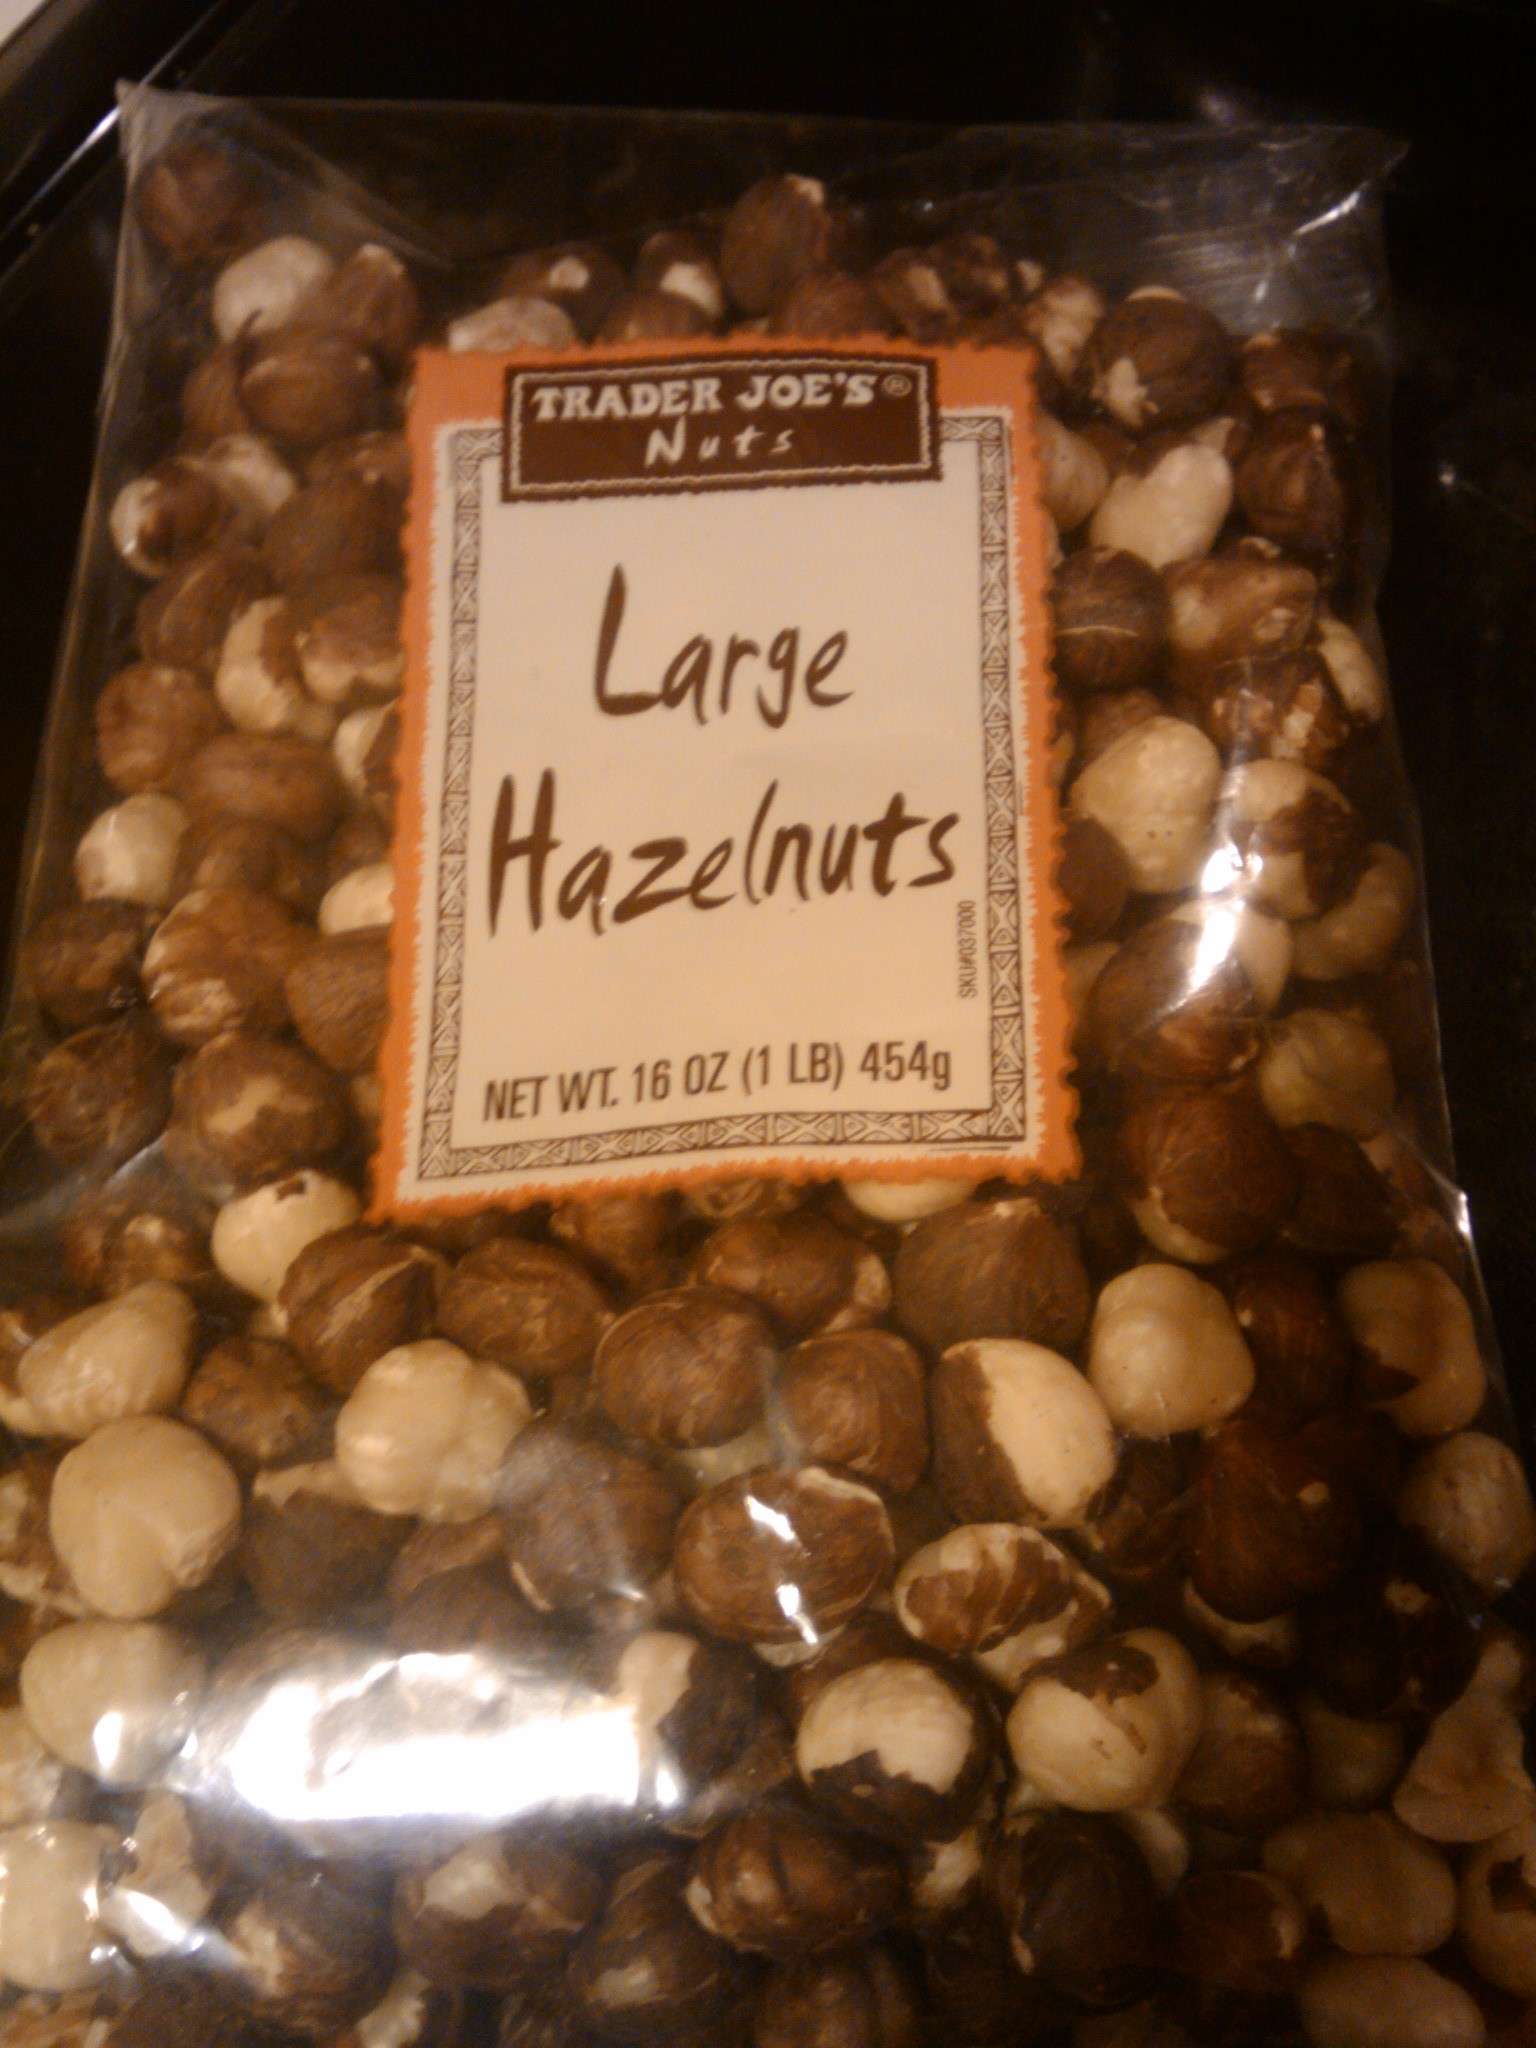 TRADER JOE'S®
Nuts
Large
Hazelnuts
SKU#037000
NET WT. 16 OZ (1 LB) 454g